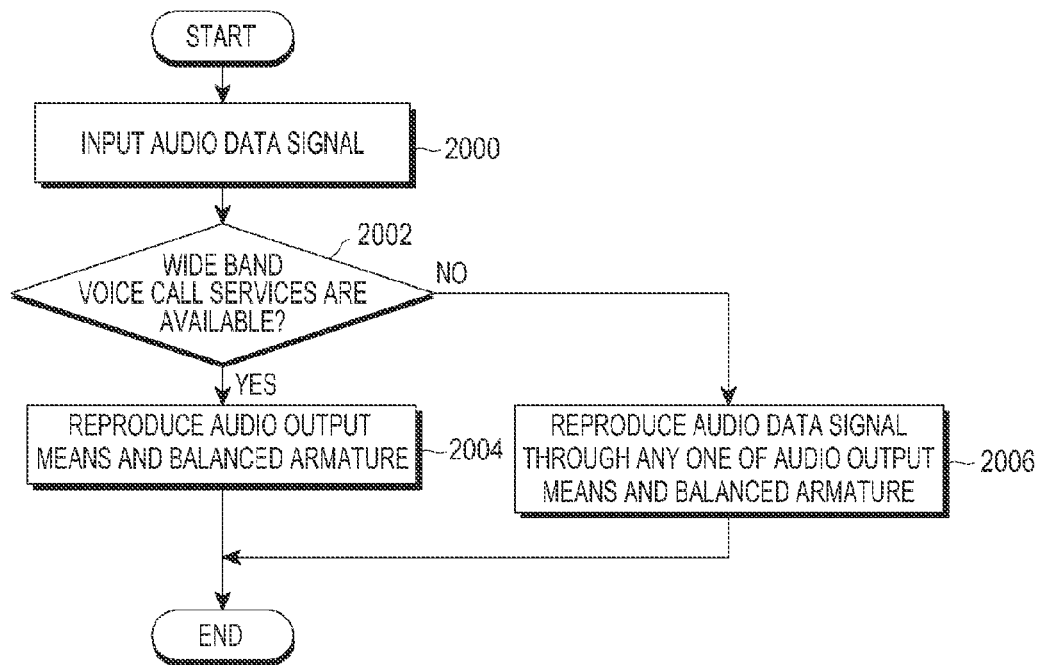 START
INPUT AUDIO DATA SIGNAL
2000
2002
WIDE BAND
VOICE CALL SERVICES ARE
AVAILABLE?
NO
YES
REPRODUCE AUDIO OUTPUT
MEANS AND BALANCED ARMATURE
2004
REPRODUCE AUDIO DATA SIGNAL
THROUGH ANY ONE OF AUDIO OUTPUT
MEANS AND BALANCED ARMATURE
2006
END